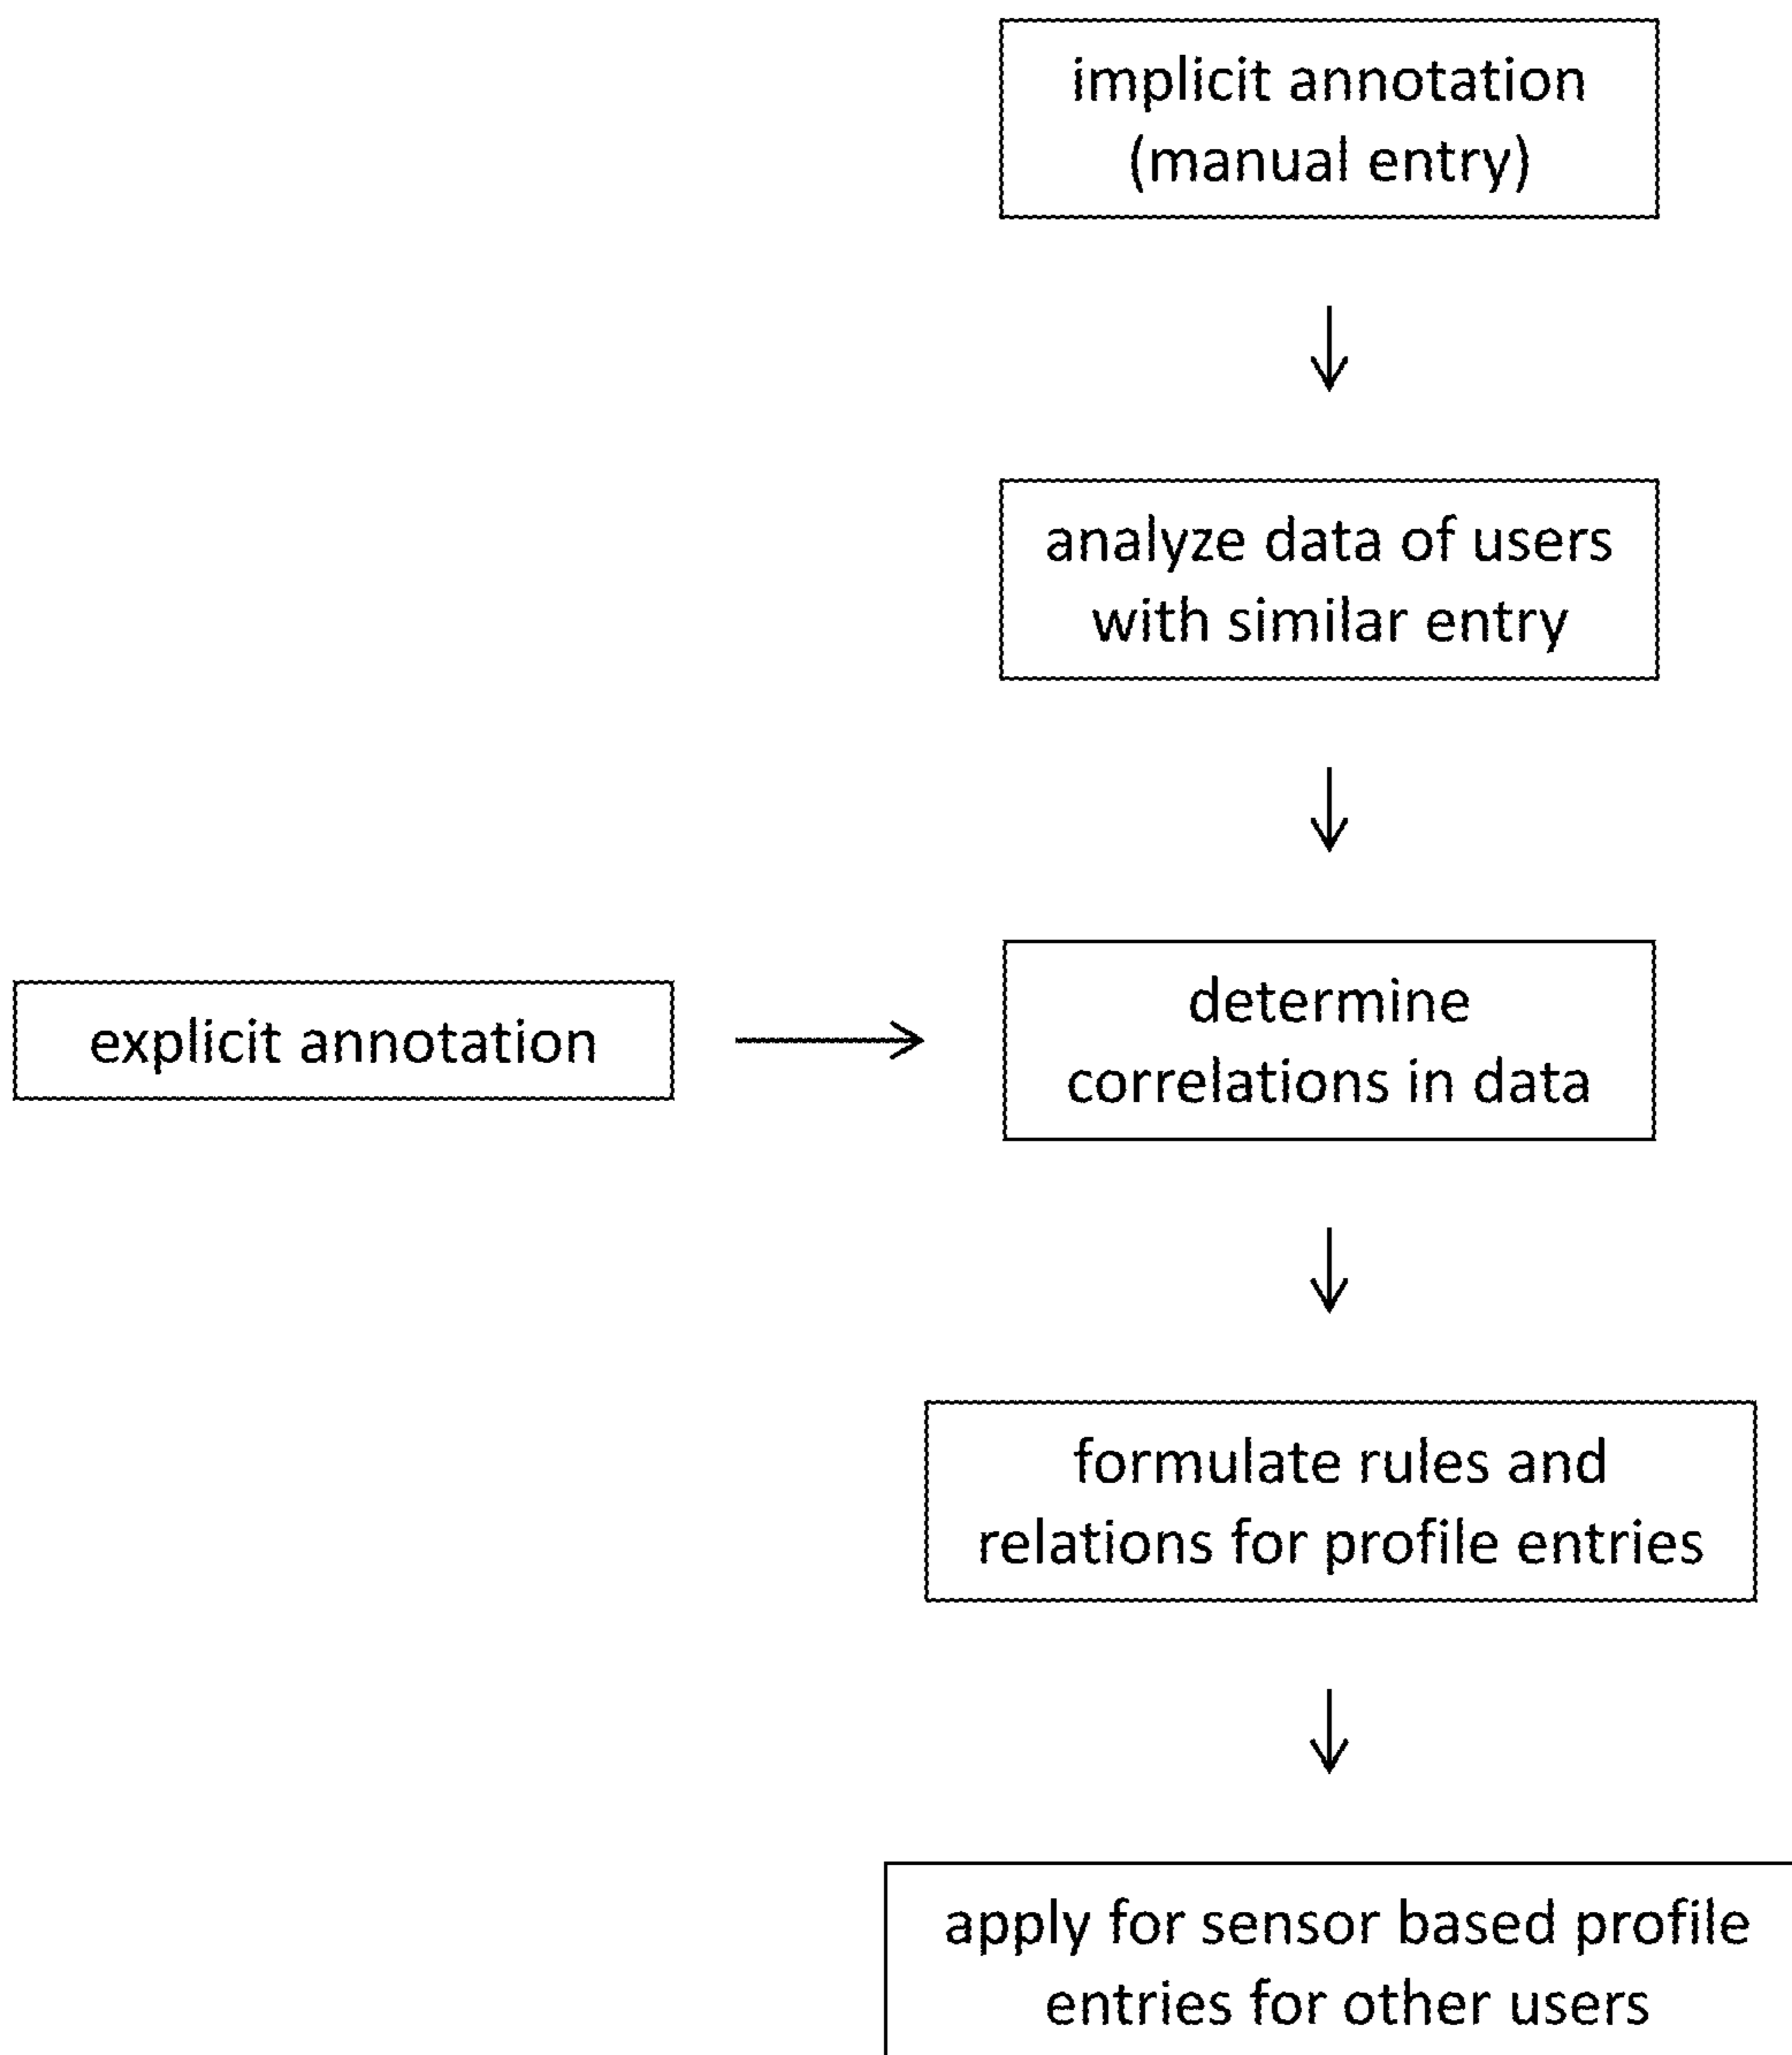 implicit annotation
(manual entry)
analyze data of users
with similar entry
explicit annotation
determine
correlations in data
formulate rules and
relations for profile entries
apply for sensor based profile
entries for other users